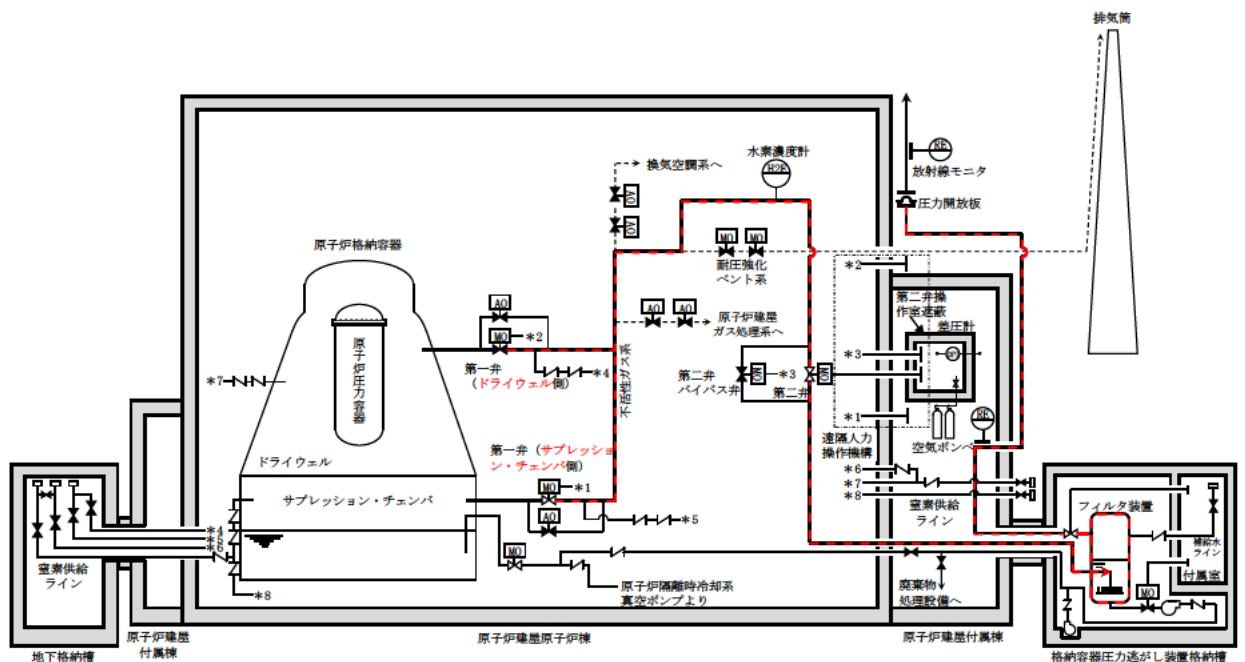 排気筒
水素濃度計
H2E
RE
放射線モニタ
換気空調系へ
AO
AO
圧力開放板
原子炉格納容器
MO
MO
耐圧強化
ベント系
*2
第二弁操
作室遮蔽
差圧計
DP
AO
MO
*2
AO
AO
原子炉建屋
ガス処理系へ
不活性ガス系
*4
第一弁
(ドライウェル側)
原子炉圧力容器
*7
*3
MO
*3
第二弁
バイパス弁
MO
第二弁
*1
遠隔人力
操作機構
空気ボンベ
RE
第一弁(サプレッショ
ン・チェンバ側)
MO
*1
AO
*5
ドライウェル
サプレッション・チェンバ
*6
*7
*8
窒素供給
ライン
フィルタ装置
補給水
ライン
付属室
MO
*4
*5
*6
窒素供給
ライン
*8
MO
原子炉隔離時冷却系
真空ポンプより
廃棄物
処理設備へ
地下格納槽
原子炉建屋
付属棟
原子炉建屋原子炉棟
原子炉建屋付属棟
格納容器圧力逃がし装置格納槽